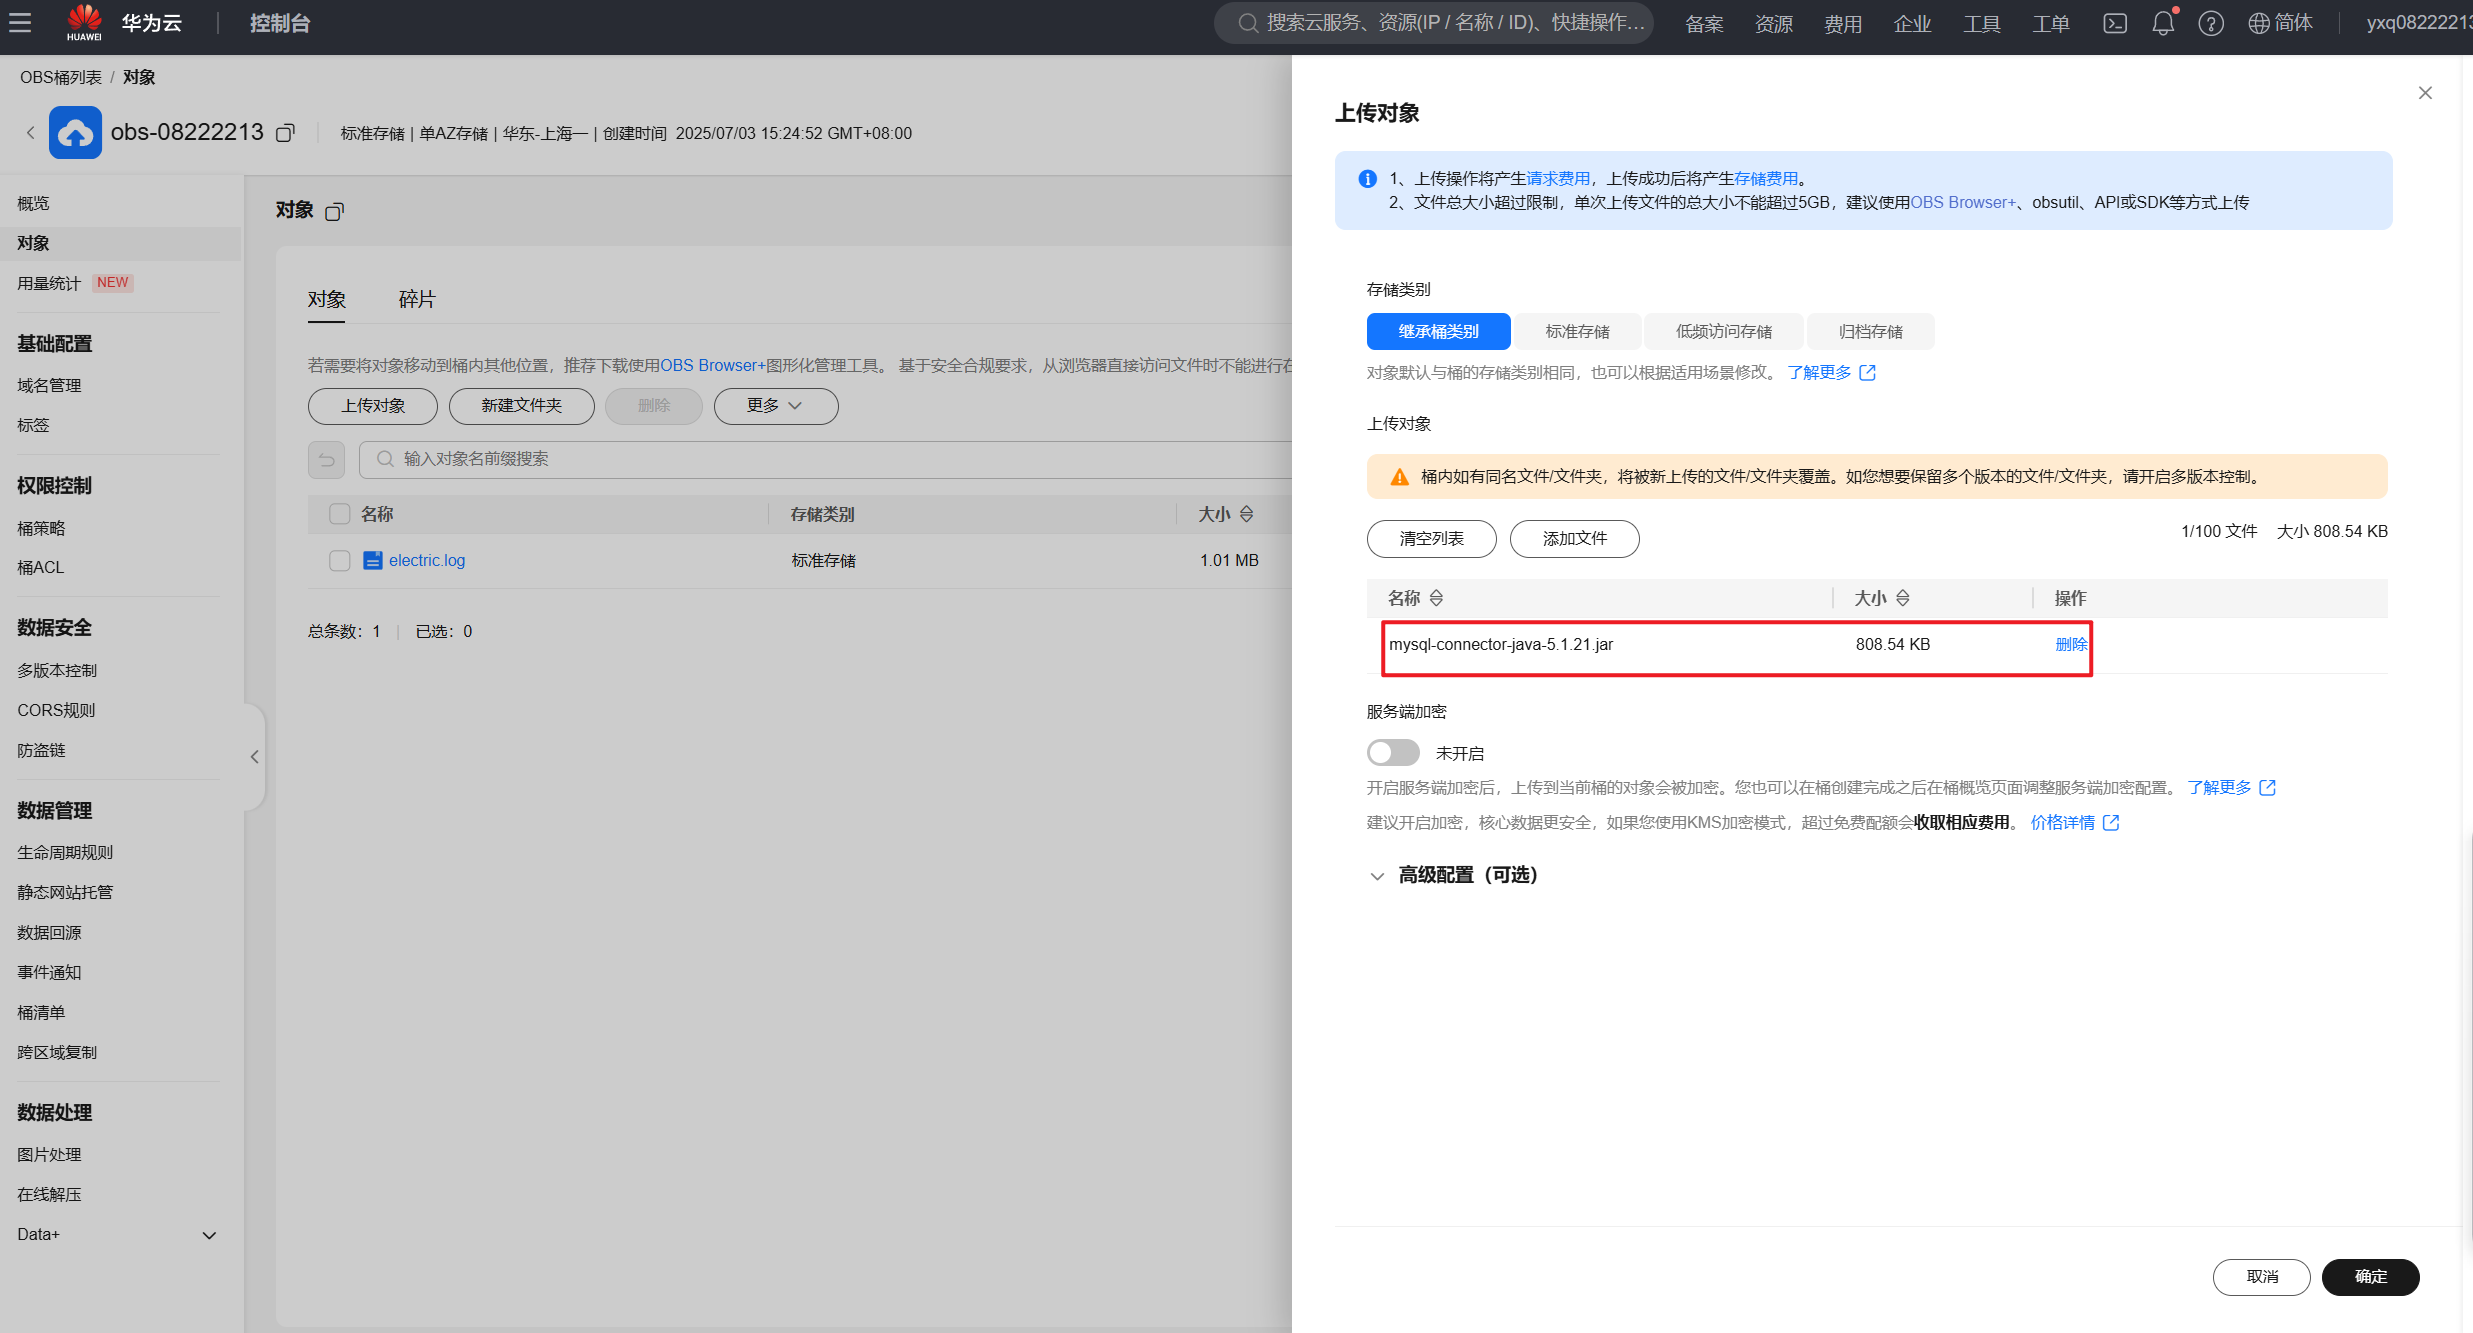 HUAWEI 华为云 控制台 搜索云服务、资源(IP / 名称 / ID)、快捷操作… 备案 资源 费用 企业 工具 工单 简体
OBS桶列表 / 对象
obs-08222213 标准存储 | 单AZ存储 | 华东-上海一 | 创建时间 2025/07/03 15:24:52 GMT+08:00
概览
对象
用量统计 NEW
基础配置
域名管理
标签
权限控制
桶策略
桶ACL
数据安全
多版本控制
CORS规则
防盗链
数据管理
生命周期规则
静态网站托管
数据回源
事件通知
桶清单
跨区域复制
数据处理
图片处理
在线解压
Data+
对象
对象 碎片
若需要将对象移动到桶内其他位置，推荐下载使用OBS Browser+图形化管理工具。 基于安全合规要求，从浏览器直接访问文件时不能进行在
上传对象 新建文件夹 删除 更多
输入对象名前缀搜索
名称 存储类别 大小
electric.log 标准存储 1.01 MB
总条数：1 已选：0
上传对象
1、上传操作将产生请求费用，上传成功后将产生存储费用。
2、文件总大小超过限制，单次上传文件的总大小不能超过5GB，建议使用OBS Browser+、obsutil、API或SDK等方式上传
存储类别
继承桶类别 标准存储 低频访问存储 归档存储
对象默认与桶的存储类别相同，也可以根据适用场景修改。 了解更多
上传对象
桶内如有同名文件/文件夹，将被新上传的文件/文件夹覆盖。如您想要保留多个版本的文件/文件夹，请开启多版本控制。
清空列表 添加文件 1/100 文件 大小 808.54 KB
名称 大小 操作
mysql-connector-java-5.1.21.jar 808.54 KB 删除
服务端加密
未开启
开启服务端加密后，上传到当前桶的对象会被加密。您也可以在桶创建完成之后在桶概览页面调整服务端加密配置。 了解更多
建议开启加密，核心数据更安全，如果您使用KMS加密模式，超过免费配额会收取相应费用。 价格详情
高级配置（可选）
取消 确定